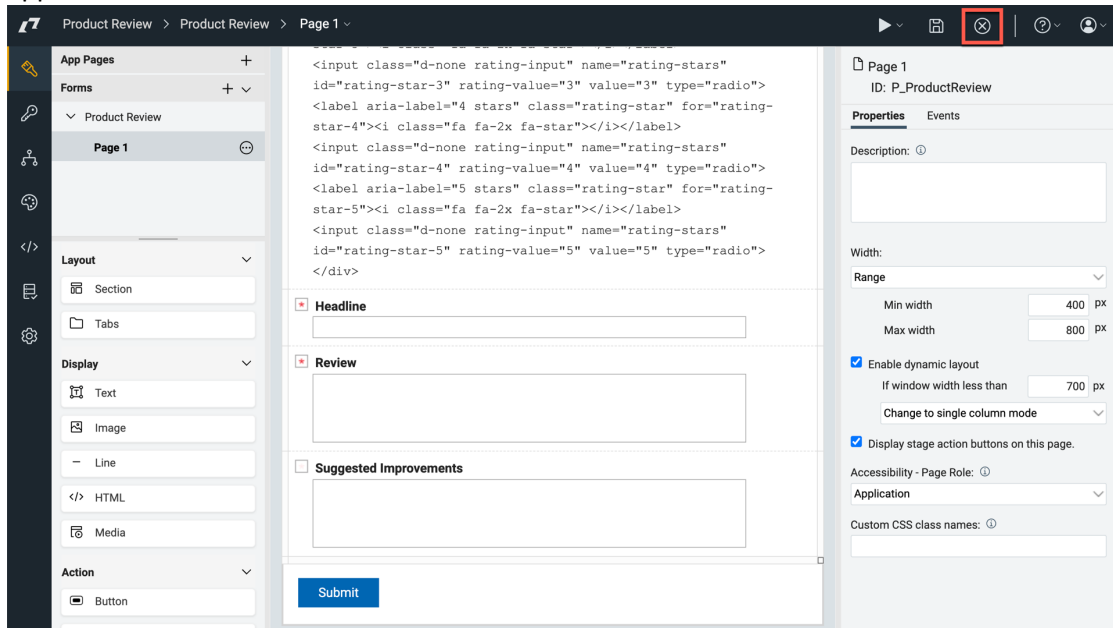 Product Review > Product Review > Page 1
App Pages
Forms
Product Review
Page 1
Layout
Section
Tabs
Display
Text
Image
Line
</> HTML
Media
Action
Button
<input class="d-none rating-input" name="rating-stars"
id="rating-star-3" rating-value="3" value="3" type="radio">
<label aria-label="4 stars" class="rating-star" for="rating-
star-4"><i class="fa fa-2x fa-star"></i></label>
<input class="d-none rating-input" name="rating-stars"
id="rating-star-4" rating-value="4" value="4" type="radio">
<label aria-label="5 stars" class="rating-star" for="rating-
star-5"><i class="fa fa-2x fa-star"></i></label>
<input class="d-none rating-input" name="rating-stars"
id="rating-star-5" rating-value="5" value="5" type="radio">
</div>
* Headline
* Review
Suggested Improvements
Submit
Page 1
ID: P_ProductReview
Properties Events
Description:
Width:
Range
Min width 400 px
Max width 800 px
Enable dynamic layout
If window width less than 700 px
Change to single column mode
Display stage action buttons on this page.
Accessibility - Page Role:
Application
Custom CSS class names: